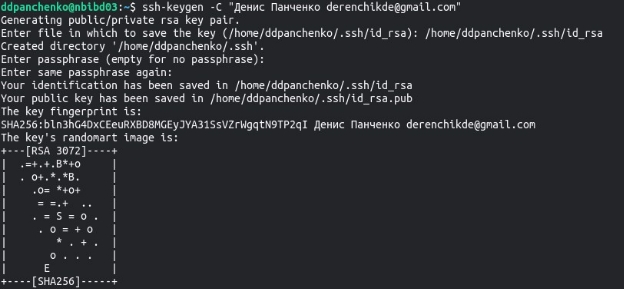 ddpanchenko@nbibd03:~$ ssh-keygen -C "Денис Панченко derenchikde@gmail.com"
Generating public/private rsa key pair.
Enter file in which to save the key (/home/ddpanchenko/.ssh/id_rsa): /home/ddpanchenko/.ssh/id_rsa
Created directory '/home/ddpanchenko/.ssh'.
Enter passphrase (empty for no passphrase):
Enter same passphrase again:
Your identification has been saved in /home/ddpanchenko/.ssh/id_rsa
Your public key has been saved in /home/ddpanchenko/.ssh/id_rsa.pub
The key fingerprint is:
SHA256:bln3hG4DxCEeuRXBD8MGEyJYA31SsVZrWgqtN9TP2qI Денис Панченко derenchikde@gmail.com
The key's randomart image is:
+---[RSA 3072]----+
|  .=+.+.B*+o     |
| . o+.*.*B.      |
|    .o= *+o+     |
|     = =.+  ..   |
|    . = S = o .  |
|     . o = + o   |
|        * . + .  |
|       o . . .   |
|      E          |
+----[SHA256]-----+